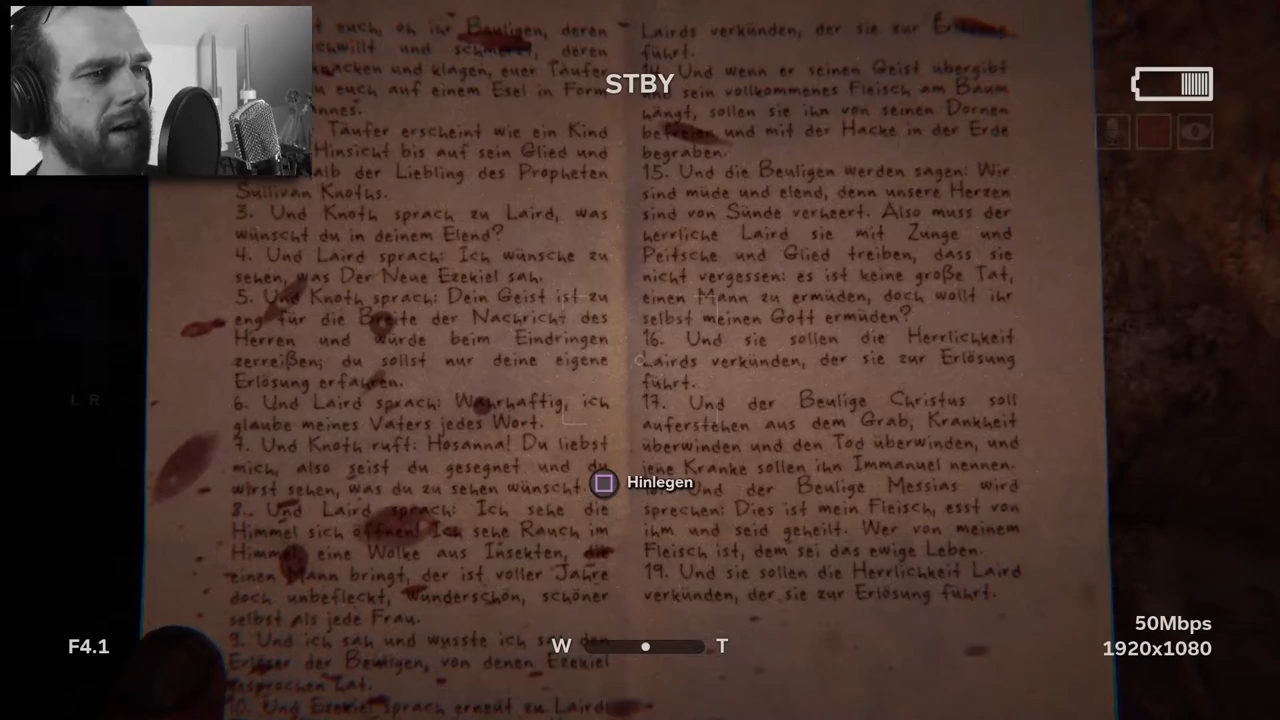 STBY
euch, oh ihr Beuligen, deren
schwillt und schmerzt, deren
knacken und klagen, euer Täufer
zu euch auf einem Esel in Form
Täufer erscheint wie ein Kind
Hinsicht bis auf sein Glied und
der Liebling des Propheten
Sullivan Knoths.
3. Und Knoth sprach zu Laird, was
wünscht du in deinem Elend?
4. Und Laird sprach: Ich wünsche zu
sehen, was Der Neue Ezekiel sah.
5. Und Knoth sprach: Dein Geist ist zu
eng für die Breite der Nachricht des
Herren und würde beim Eindringen
zerreißen; du sollst nur deine eigene
Erlösung erfahren.
6. Und Laird sprach: Wahrhaftig, ich
glaube meines Vaters jedes Wort.
7. Und Knoth ruft: Hosanna! Du liebst
mich, also seist du gesegnet und du
wirst sehen, was du zu sehen wünscht.
8. Und Laird sprach: Ich sehe die
Himmel sich öffnen! Ich sehe Rauch im
Himmel, eine Wolke aus Insekten, die
einen Mann bringt, der ist voller Jahre
doch unbefleckt, wunderschön, schöner
selbst als jede Frau.
9. Und ich sah und wusste ich sah den
Erlöser der Beuligen, von denen Ezekiel
gesprochen hat.
10. Und Ezekiel sprach erneut zu Laird
Lairds verkünden, der sie zur Erlösung
führt.
14. Und wenn er seinen Geist übergibt
und sein vollkommenes Fleisch am Baum
hängt, sollen sie ihn von seinen Dornen
befreien und mit der Hacke in der Erde
begraben.
15. Und die Beuligen werden sagen: Wir
sind müde und elend, denn unsere Herzen
sind von Sünde verheert. Also muss der
herrliche Laird sie mit Zunge und
Peitsche und Glied treiben, dass sie
nicht vergessen: es ist keine große Tat,
einen Mann zu ermüden, doch wollt ihr
selbst meinen Gott ermüden?
16. Und sie sollen die Herrlichkeit
Lairds verkünden, der sie zur Erlösung
führt.
17. Und der Beulige Christus soll
auferstehen aus dem Grab, Krankheit
überwinden und den Tod überwinden, und
jene Kranke sollen ihn Immanuel nennen.
Und der Beulige Messias wird
sprechen: Dies ist mein Fleisch, esst von
ihm und seid geheilt. Wer von meinem
Fleisch ist, dem sei das ewige Leben.
19. Und sie sollen die Herrlichkeit Laird
verkünden, der sie zur Erlösung führt.
Hinlegen
L R
F4.1
W T
50Mbps
1920x1080